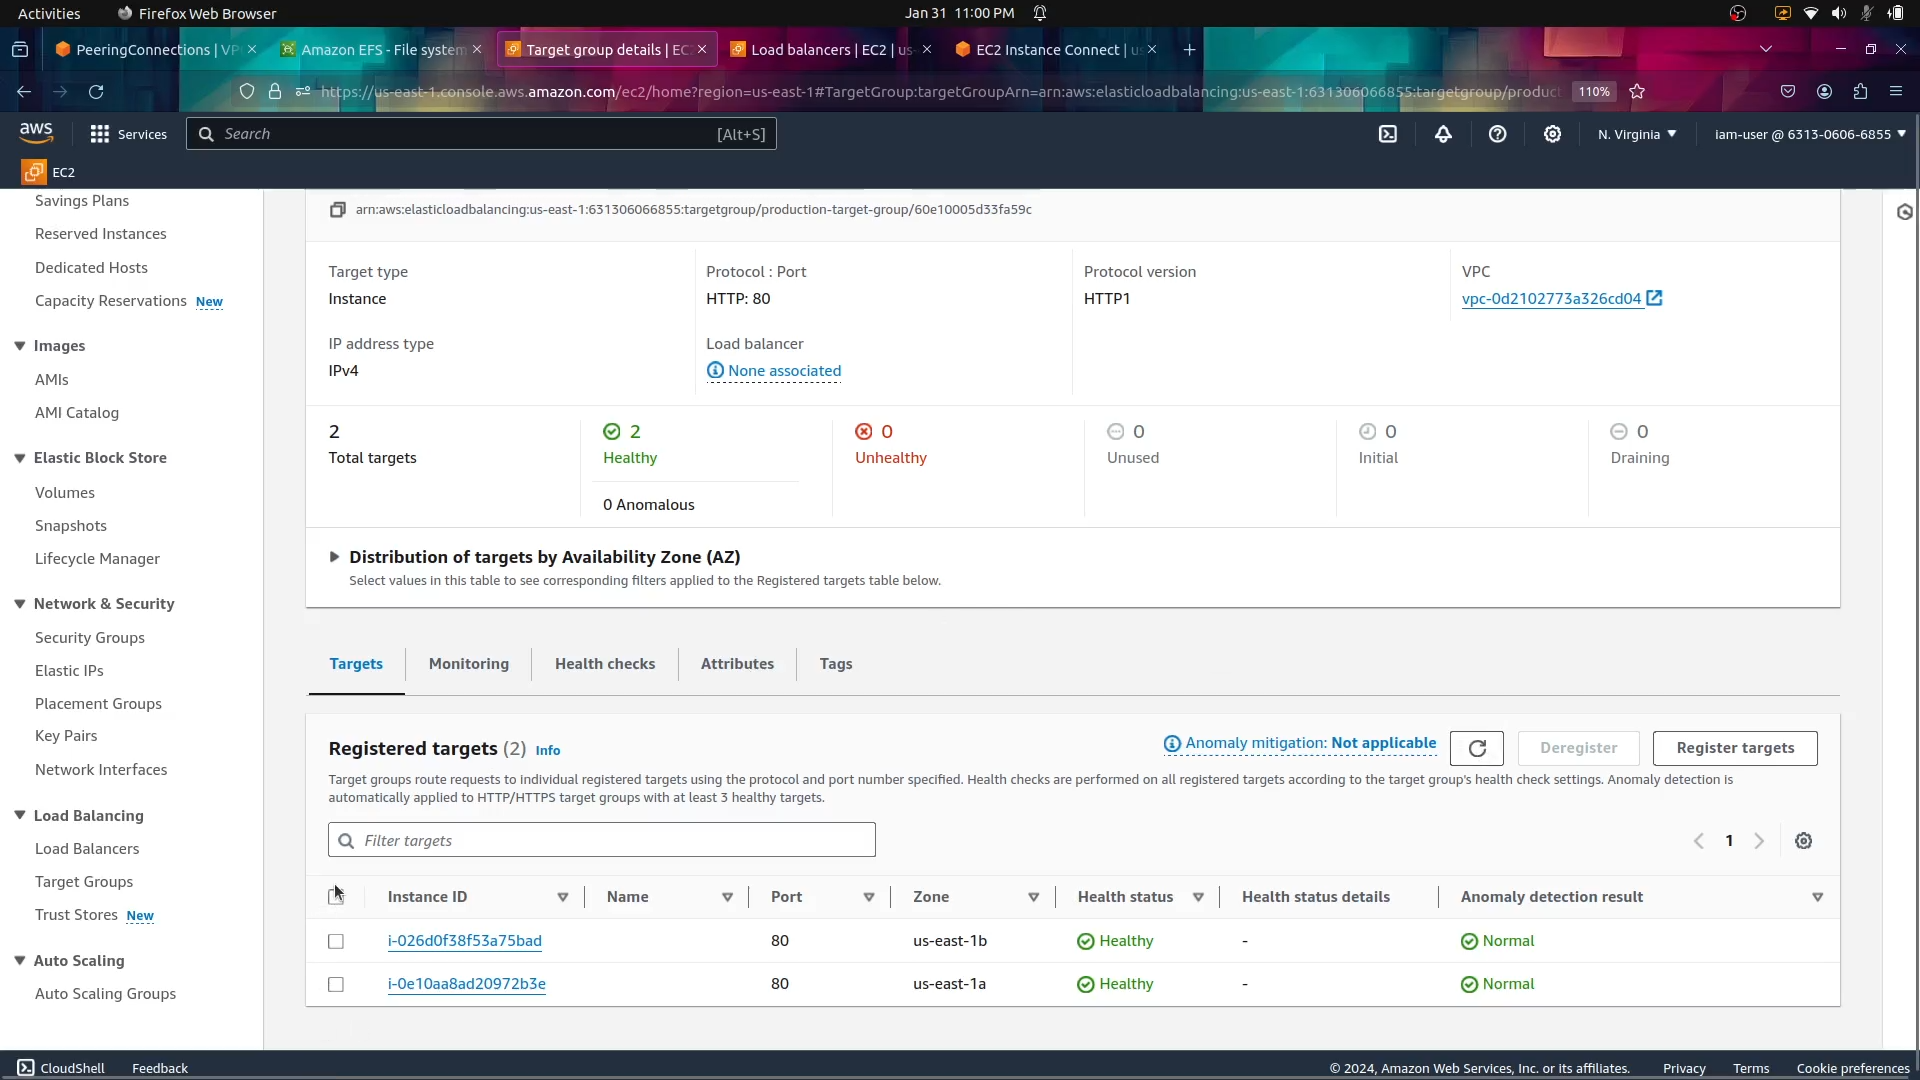 Activities
Firefox Web Browser
Jan 31 11:00 PM
PeeringConnections | VP
Amazon EFS - File system
Target group details | EC
Load balancers | EC2 | us-
EC2 Instance Connect | us
https://us-east-1.console.aws.amazon.com/ec2/home?region=us-east-1#TargetGroup:targetGroupArn=arn:aws:elasticloadbalancing:us-east-1:631306066855:targetgroup/produc
110%
aws
Services
Search
[Alt+S]
N. Virginia
iam-user @ 6313-0606-6855
EC2
Savings Plans
Reserved Instances
Dedicated Hosts
Capacity Reservations New
Images
AMIs
AMI Catalog
Elastic Block Store
Volumes
Snapshots
Lifecycle Manager
Network & Security
Security Groups
Elastic IPs
Placement Groups
Key Pairs
Network Interfaces
Load Balancing
Load Balancers
Target Groups
Trust Stores New
Auto Scaling
Auto Scaling Groups
arn:aws:elasticloadbalancing:us-east-1:631306066855:targetgroup/production-target-group/60e10005d33fa59c
Target type
Instance
Protocol : Port
HTTP: 80
Protocol version
HTTP1
VPC
vpc-0d2102773a326cd04
IP address type
IPv4
Load balancer
None associated
2
Total targets
2
Healthy
0 Anomalous
0
Unhealthy
0
Unused
0
Initial
0
Draining
Distribution of targets by Availability Zone (AZ)
Select values in this table to see corresponding filters applied to the Registered targets table below.
Targets
Monitoring
Health checks
Attributes
Tags
Registered targets (2) Info
Anomaly mitigation: Not applicable
Deregister
Register targets
Target groups route requests to individual registered targets using the protocol and port number specified. Health checks are performed on all registered targets according to the target group's health check settings. Anomaly detection is
automatically applied to HTTP/HTTPS target groups with at least 3 healthy targets.
Filter targets
1
Instance ID Name Port Zone Health status Health status details Anomaly detection result
i-026d0f38f53a75bad 80 us-east-1b Healthy - Normal
i-0e10aa8ad20972b3e 80 us-east-1a Healthy - Normal
CloudShell
Feedback
© 2024, Amazon Web Services, Inc. or its affiliates.
Privacy
Terms
Cookie preferences